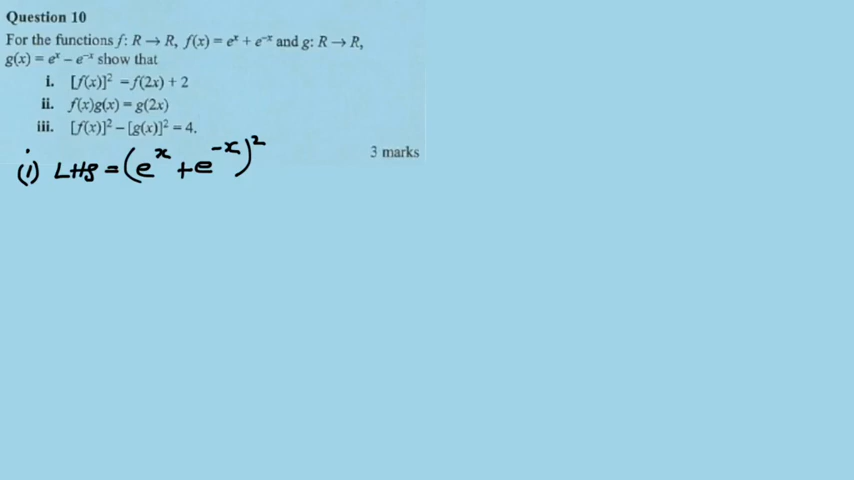 Question 10
For the functions f: R → R, f(x) = eˣ + e⁻ˣ and g: R → R,
g(x) = eˣ – e⁻ˣ show that
i. [f(x)]² = f(2x) + 2
ii. f(x)g(x) = g(2x)
iii. [f(x)]² – [g(x)]² = 4.
3 marks
(i) LHS = (eˣ + e⁻ˣ)²